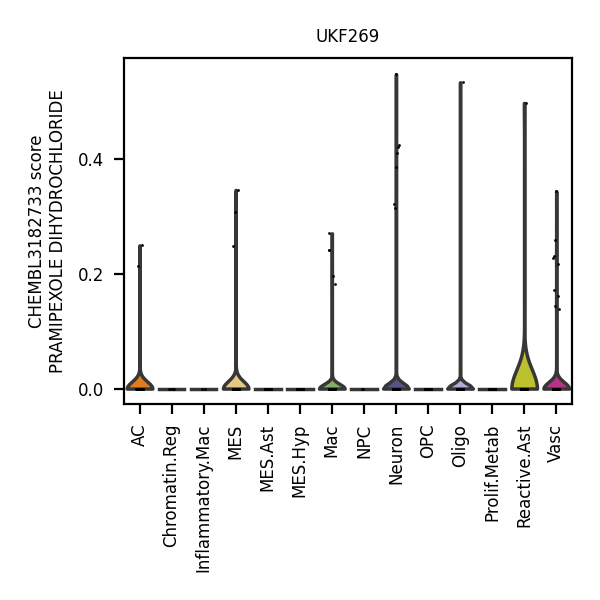 UKF269
CHEMBL3182733 score
PRAMIPEXOLE DIHYDROCHLORIDE
0.4
0.2
0.0
AC
Chromatin.Reg
Inflammatory.Mac
MES
MES.Ast
MES.Hyp
Mac
NPC
Neuron
OPC
Oligo
Prolif.Metab
Reactive.Ast
Vasc